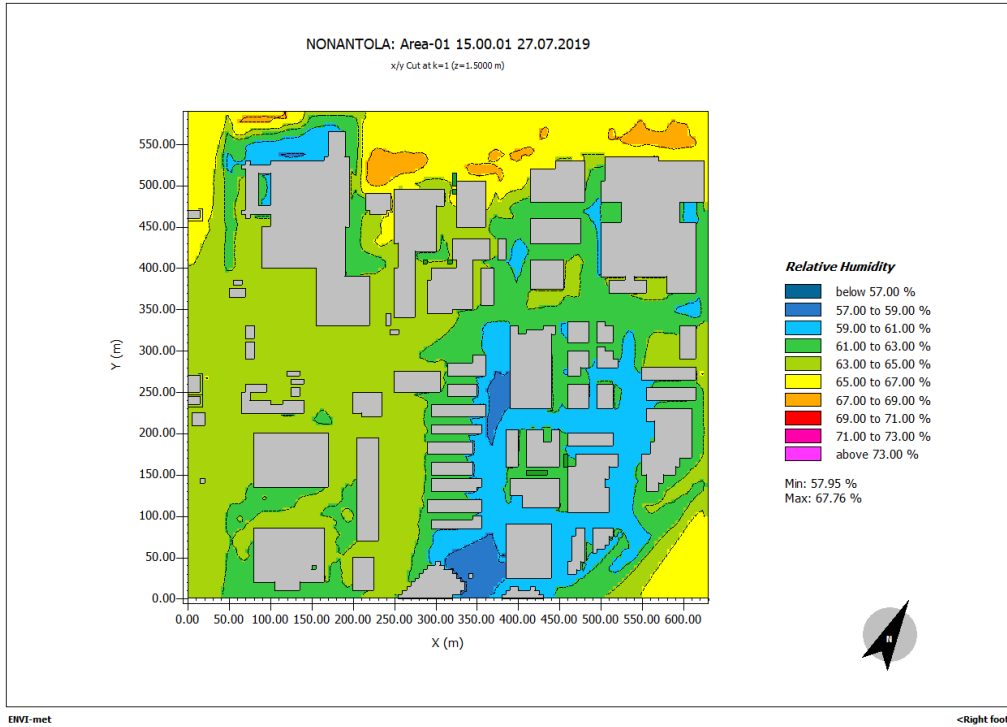 NONANTOLA: Area-01 15.00.01 27.07.2019
x/y Cut at k=1 (z=1.5000 m)
550.00
500.00
450.00
400.00
350.00
300.00
250.00
200.00
150.00
100.00
50.00
0.00
Y (m)
0.00 50.00 100.00 150.00 200.00 250.00 300.00 350.00 400.00 450.00 500.00 550.00 600.00
X (m)
Relative Humidity
below 57.00 %
57.00 to 59.00 %
59.00 to 61.00 %
61.00 to 63.00 %
63.00 to 65.00 %
65.00 to 67.00 %
67.00 to 69.00 %
69.00 to 71.00 %
71.00 to 73.00 %
above 73.00 %
Min: 57.95 %
Max: 67.76 %
N
ENVI-met
<Right foot